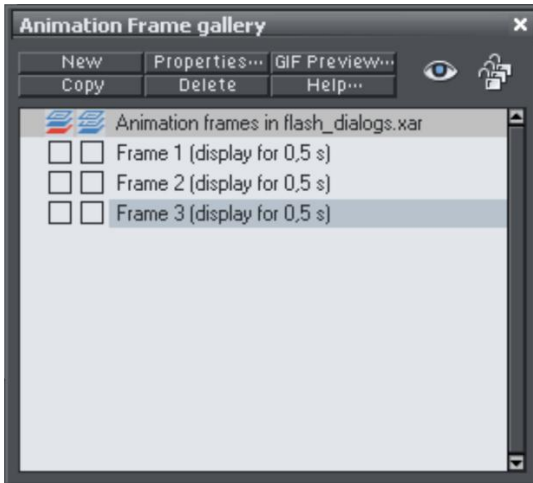 Animation Frame gallery
New Properties... GIF Preview...
Copy Delete Help...
Animation frames in flash_dialogs.xar
Frame 1 (display for 0,5 s)
Frame 2 (display for 0,5 s)
Frame 3 (display for 0,5 s)